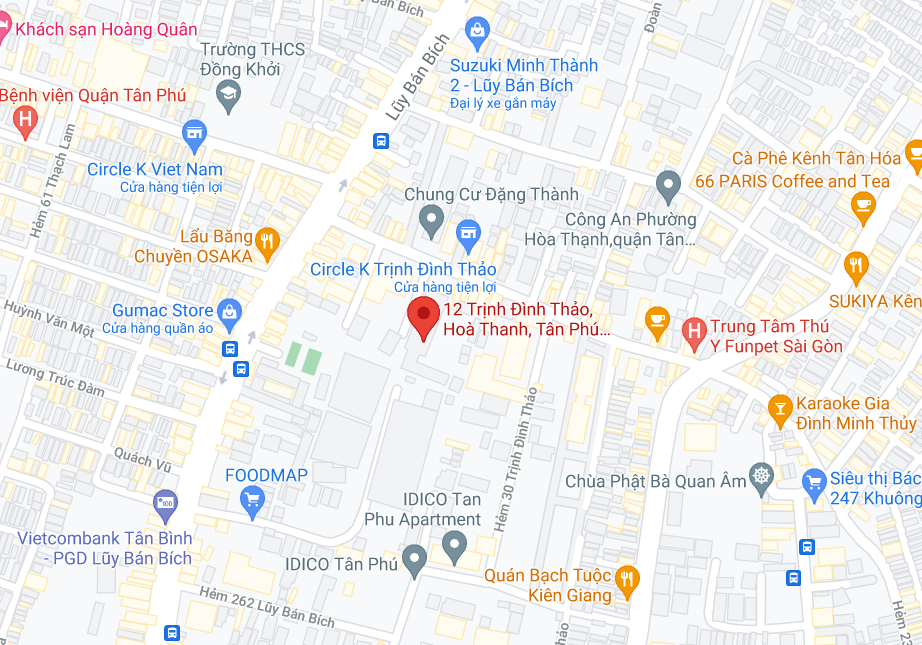 Bích
Khách sạn Hoàng Quân
Đoàn
Trường THCS
Đồng Khởi
Lũy Bán Bích
Suzuki Minh Thành
2 - Lũy Bán Bích
Đại lý xe gắn máy
Bệnh viện Quận Tân Phú
H
Hẻm 61 Thạch Lam
Circle K Viet Nam
Cửa hàng tiện lợi
Cà Phê Kênh Tân Hóa
66 PARIS Coffee and Tea
Chung Cư Đặng Thành
Công An Phường
Hòa Thạnh,quận Tân...
Lẩu Băng
Chuyền OSAKA
Circle K Trịnh Đình Thảo
Cửa hàng tiện lợi
SUKIYA Kên
Gumac Store
Cửa hàng quần áo
12 Trịnh Đình Thảo,
Hoà Thanh, Tân Phú...
H
Trung Tâm Thú
Y Funpet Sài Gòn
Huỳnh Văn Một
Lương Trúc Đàm
Karaoke Gia
Đình Minh Thủy
Hẻm 30 Trịnh Đình Thảo
Quách Vũ
FOODMAP
Chùa Phật Bà Quan Âm
Siêu thị Bác
247 Khuông
IDICO Tan
Phu Apartment
Vietcombank Tân Bình
- PGD Lũy Bán Bích
IDICO Tân Phú
Quán Bạch Tuộc
Kiên Giang
Hẻm 262 Lũy Bán Bích
Hẻm 23
hảo